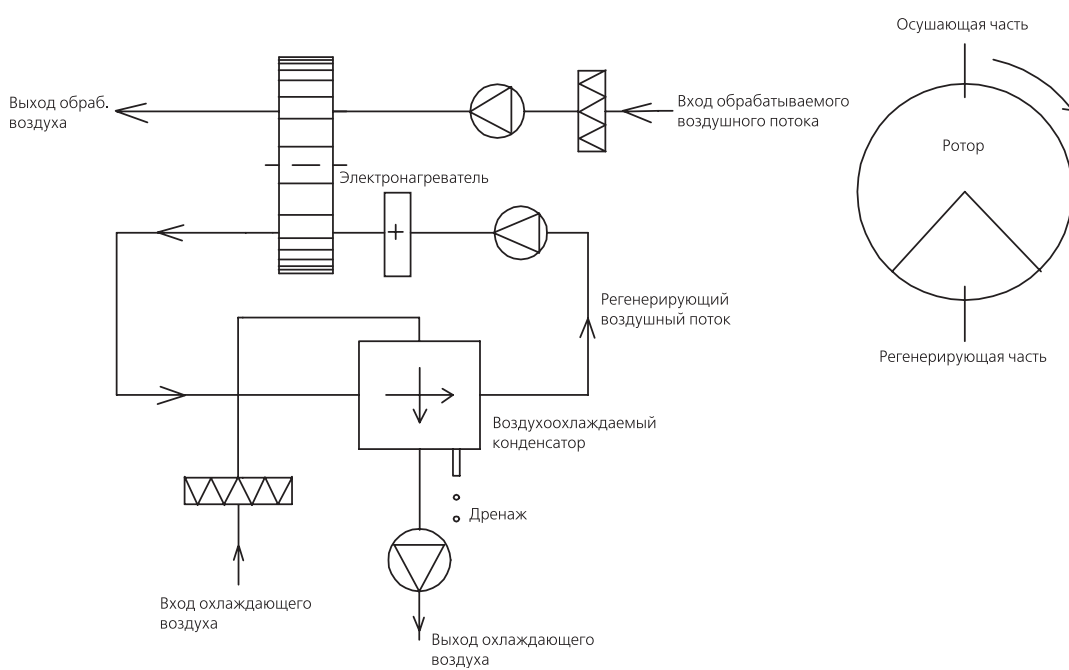 Осушающая часть
Выход обраб.
воздуха
Вход обрабатываемого
воздушного потока
Ротор
Электронагреватель
Регенерирующий
воздушный поток
Регенерирующая часть
Воздухоохлаждаемый
конденсатор
Дренаж
Вход охлаждающего
воздуха
Выход охлаждающего
воздуха